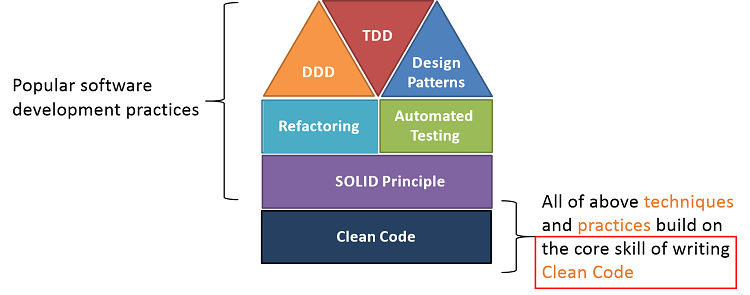 Popular software
development practices
TDD
DDD
Design
Patterns
Refactoring
Automated
Testing
SOLID Principle
Clean Code
All of above techniques
and practices build on
the core skill of writing
Clean Code